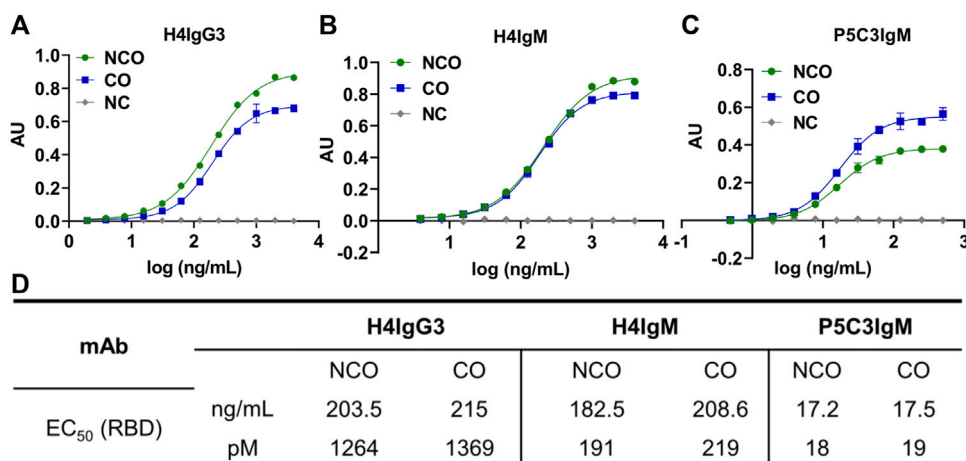 A
H4IgG3
NCO
CO
NC
AU
1.0
0.8
0.6
0.4
0.2
0.0
0 1 2 3 4
log (ng/mL)
B
H4IgM
NCO
CO
NC
AU
1.0
0.8
0.6
0.4
0.2
-0.2
1 2 3 4
log (ng/mL)
C
P5C3IgM
NCO
CO
NC
AU
0.8
0.6
0.4
0.2
-0.2
-1 1 2 3
log (ng/mL)
D
mAb H4IgG3 H4IgM P5C3IgM
NCO CO NCO CO NCO CO
EC50 (RBD)
ng/mL 203.5 215 182.5 208.6 17.2 17.5
pM 1264 1369 191 219 18 19